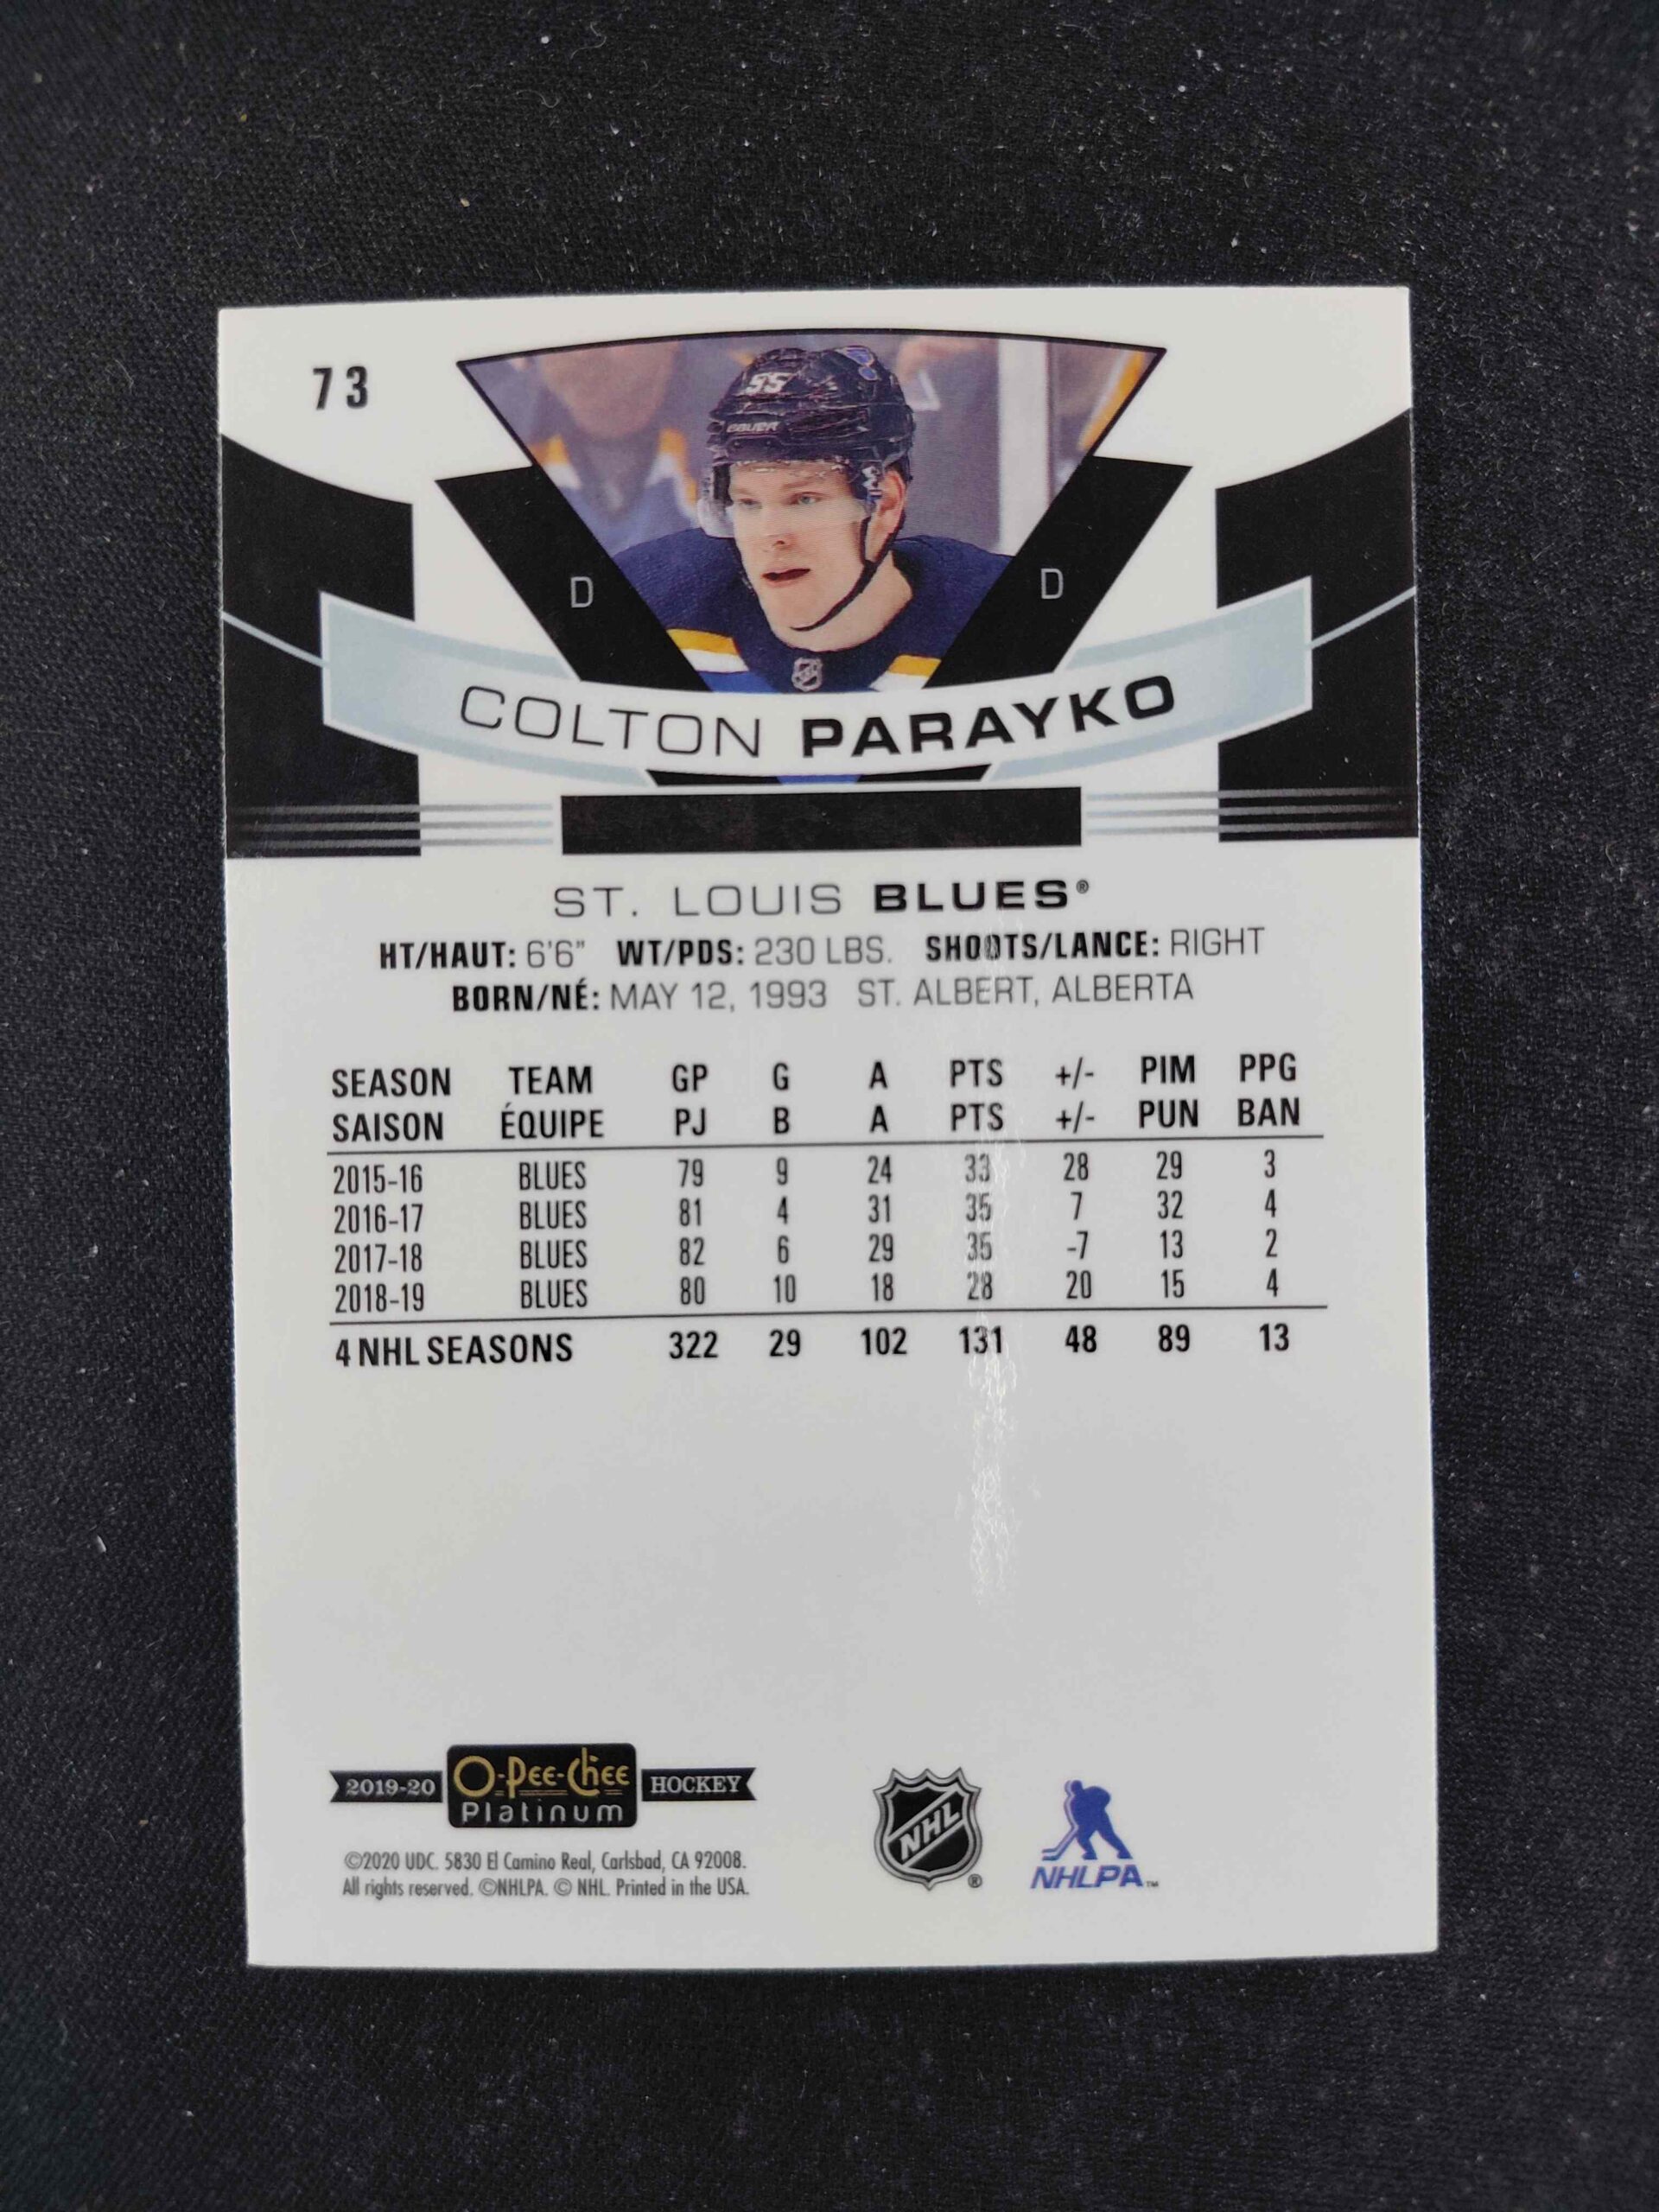 73
55
BAUER
D D
COLTON PARAYKO
ST. LOUIS BLUES®
HT/HAUT: 6'6" WT/PDS: 230 LBS. SHOOTS/LANCE: RIGHT
BORN/NÉ: MAY 12, 1993 ST. ALBERT, ALBERTA
SEASON TEAM GP G A PTS +/- PIM PPG
SAISON ÉQUIPE PJ B A PTS +/- PUN BAN
2015-16 BLUES 79 9 24 33 28 29 3
2016-17 BLUES 81 4 31 35 7 32 4
2017-18 BLUES 82 6 29 35 -7 13 2
2018-19 BLUES 80 10 18 28 20 15 4
4 NHL SEASONS 322 29 102 131 48 89 13
2019-20 O-Pee-Chee HOCKEY
Platinum
©2020 UDC. 5830 El Camino Real, Carlsbad, CA 92008.
All rights reserved. ©NHLPA. © NHL. Printed in the USA.
NHL®
NHLPA™